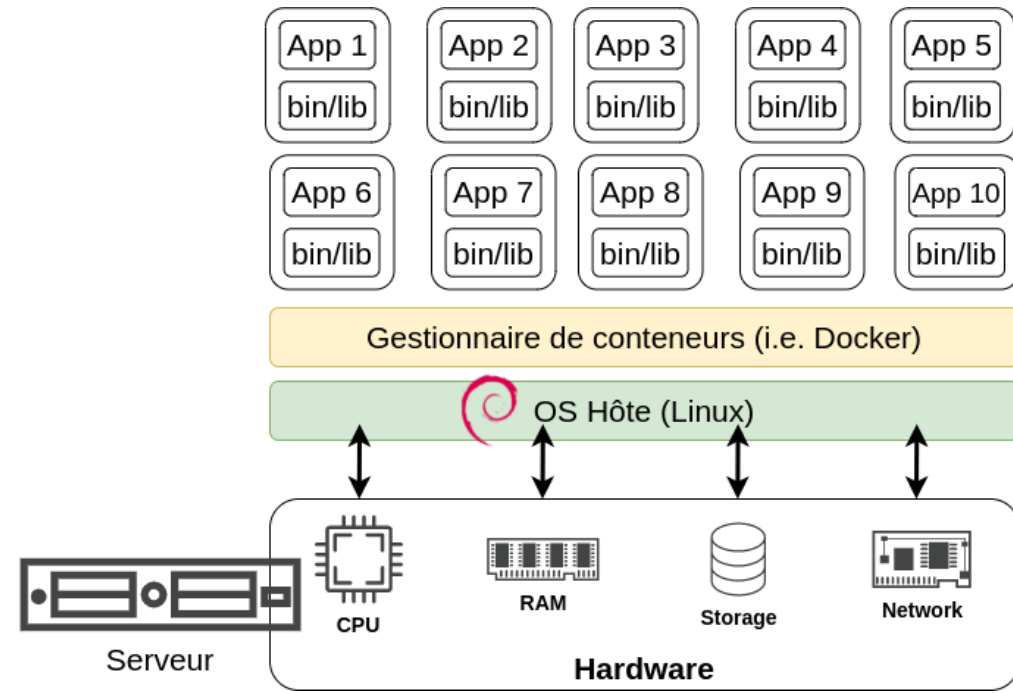 App 1
App 2
App 3
App 4
App 5
bin/lib
bin/lib
bin/lib
bin/lib
bin/lib
App 6
App 7
App 8
App 9
App 10
bin/lib
bin/lib
bin/lib
bin/lib
bin/lib
Gestionnaire de conteneurs (i.e. Docker)
OS Hôte (Linux)
CPU
RAM
Storage
Network
Serveur
Hardware